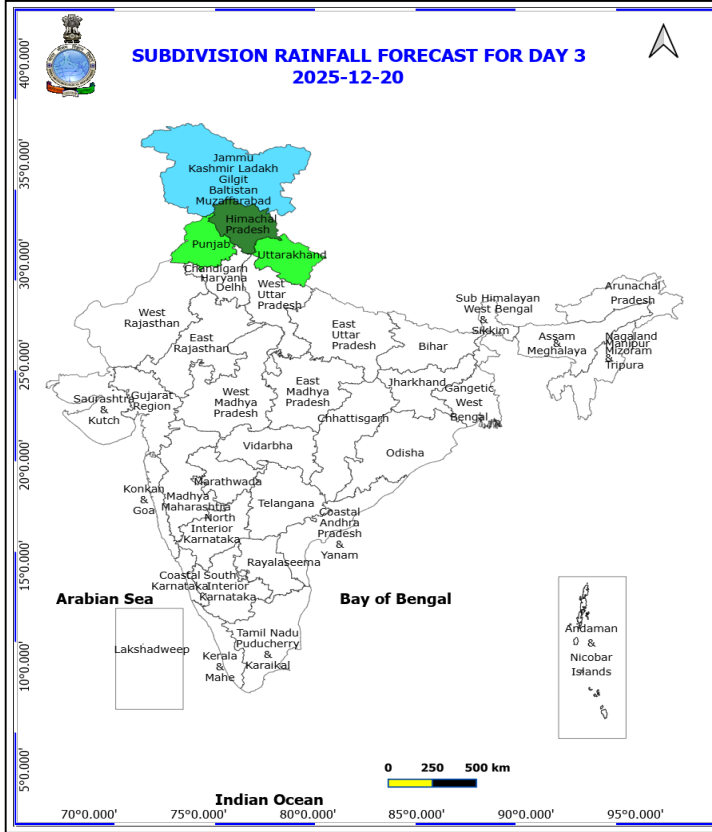 SUBDIVISION RAINFALL FORECAST FOR DAY 3
2025-12-20
Jammu
Kashmir Ladakh
Gilgit
Baltistan
Muzaffarabad
Himachal
Pradesh
Punjab
Uttarakhand
Chandigarh
Haryana
Delhi
West
Uttar
Pradesh
Arunachal
Pradesh
Sub Himalayan
West Bengal
&
Sikkim
West
Rajasthan
East
Rajasthan
East
Uttar
Pradesh
Bihar
Assam
&
Meghalaya
Nagaland
Manipur
Mizoram
&
Tripura
Saurashtra
&
Kutch
Gujarat
Region
West
Madhya
Pradesh
East
Madhya
Pradesh
Jharkhand
Gangetic
West
Bengal
Chhattisgarh
Vidarbha
Odisha
Konkan
&
Goa
Marathwada
Madhya
Maharashtra
North
Interior
Karnataka
Telangana
Coastal
Andhra
Pradesh
&
Yanam
Rayalaseema
Coastal
Karnataka
South
Interior
Karnataka
Arabian Sea
Bay of Bengal
Lakshadweep
Kerala
&
Mahe
Tamil Nadu
Puducherry
&
Karaikal
Andaman
&
Nicobar
Islands
0 250 500 km
Indian Ocean
40°0.000'
35°0.000'
30°0.000'
25°0.000'
20°0.000'
15°0.000'
10°0.000'
5°0.000'
70°0.000' 75°0.000' 80°0.000' 85°0.000' 90°0.000' 95°0.000'